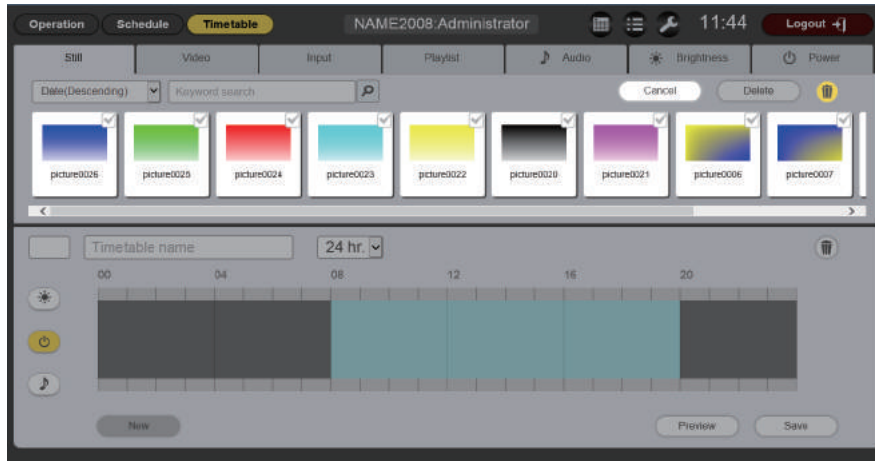 Operation Schedule Timetable NAME2008:Administrator 11:44 Logout
Still Video Input Playlist Audio Brightness Power
Date(Descending) Keyword search Cancel Delete
picture0026 picture0025 picture0024 picture0023 picture0022 picture0020 picture0021 picture0006 picture0007
Timetable name 24 hr.
00 04 08 12 16 20
New Preview Save